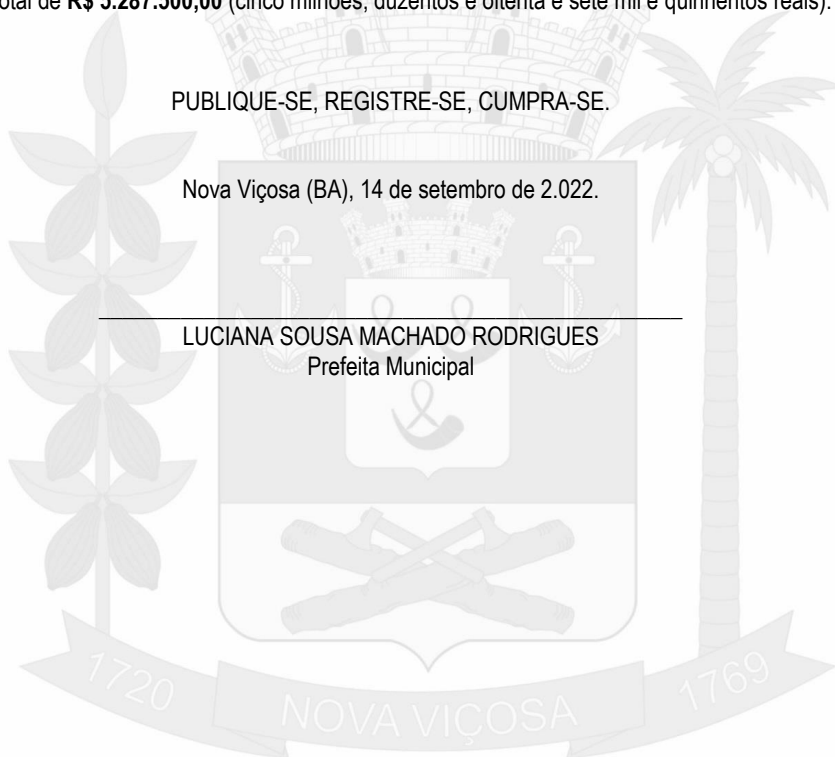 otal de R$ 5.287.500,00 (cinco milhões, duzentos e oitenta e sete mil e quinhentos reais).
PUBLIQUE-SE, REGISTRE-SE, CUMPRA-SE.
Nova Viçosa (BA), 14 de setembro de 2.022.
LUCIANA SOUSA MACHADO RODRIGUES
Prefeita Municipal
1720
NOVA VIÇOSA
1769